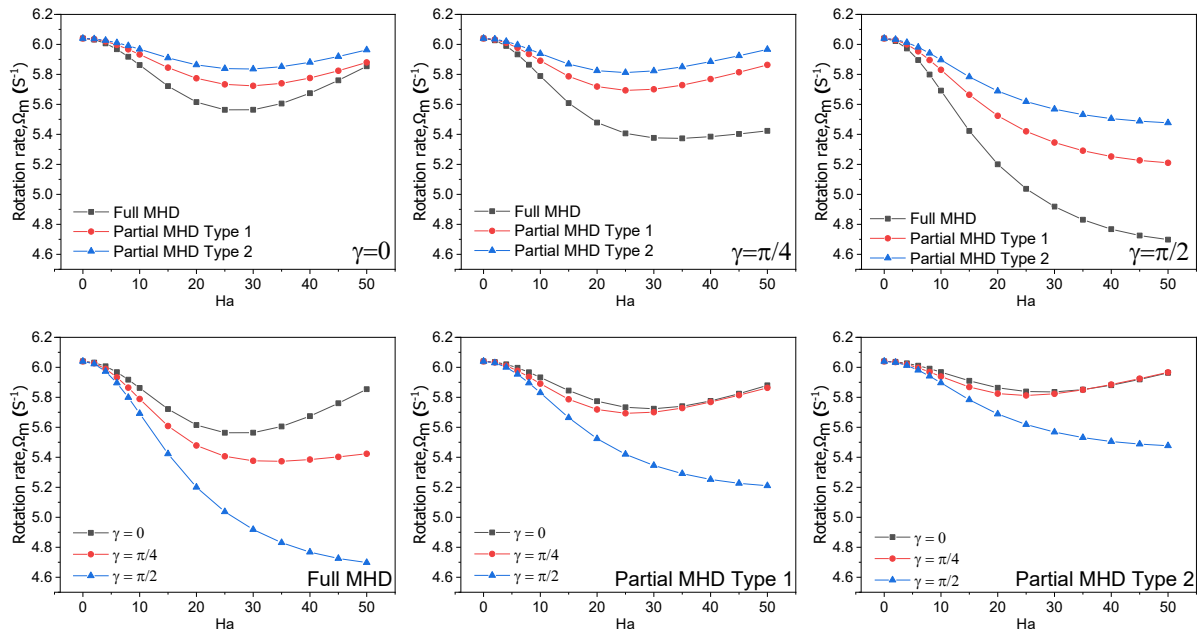 6.2
6.0
5.8
5.6
5.4
5.2
5.0
4.8
4.6
Rotation rate,Ωm (S⁻¹)
Full MHD
Partial MHD Type 1
Partial MHD Type 2
γ=0
0 10 20 30 40 50
Ha
6.2
6.0
5.8
5.6
5.4
5.2
5.0
4.8
4.6
Rotation rate,Ωm (S⁻¹)
Full MHD
Partial MHD Type 1
Partial MHD Type 2
γ=π/4
0 10 20 30 40 50
Ha
6.2
6.0
5.8
5.6
5.4
5.2
5.0
4.8
4.6
Rotation rate,Ωm (S⁻¹)
Full MHD
Partial MHD Type 1
Partial MHD Type 2
γ=π/2
0 10 20 30 40 50
Ha
6.2
6.0
5.8
5.6
5.4
5.2
5.0
4.8
4.6
Rotation rate,Ωm (S⁻¹)
γ = 0
γ = π/4
γ = π/2
Full MHD
0 10 20 30 40 50
Ha
6.2
6.0
5.8
5.6
5.4
5.2
5.0
4.8
4.6
Rotation rate,Ωm (S⁻¹)
γ = 0
γ = π/4
γ = π/2
Partial MHD Type 1
0 10 20 30 40 50
Ha
6.2
6.0
5.8
5.6
5.4
5.2
5.0
4.8
4.6
Rotation rate,Ωm (S⁻¹)
γ = 0
γ = π/4
γ = π/2
Partial MHD Type 2
0 10 20 30 40 50
Ha